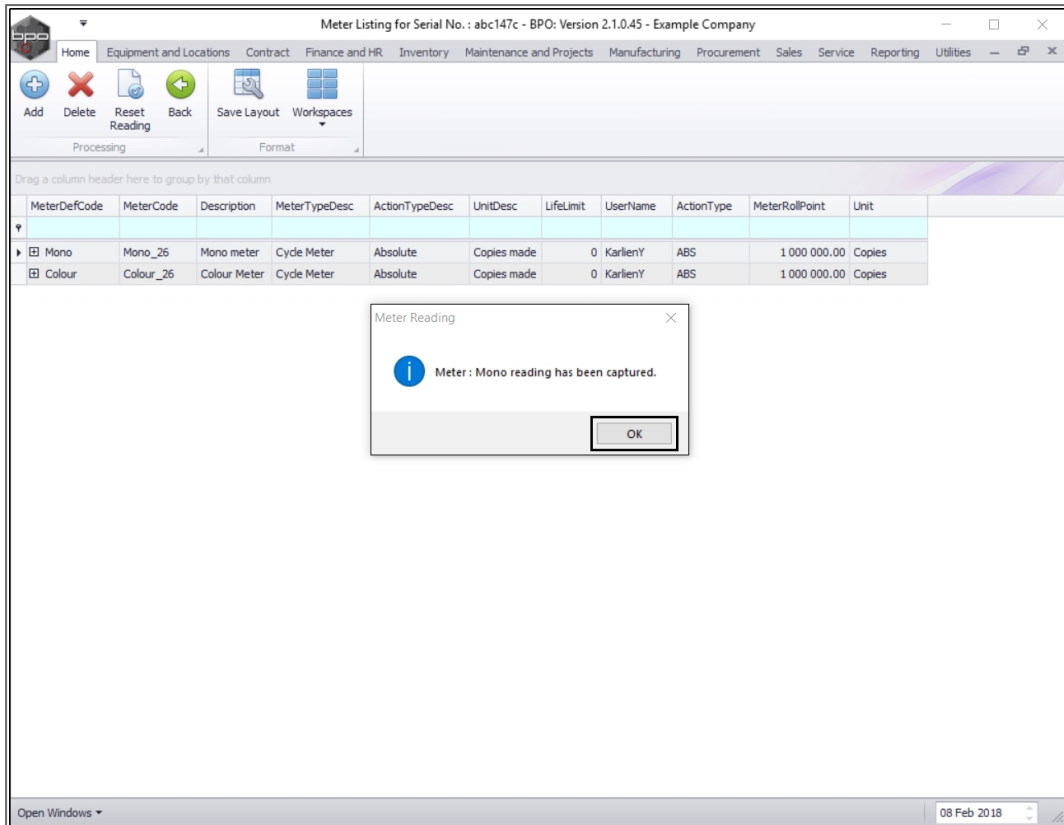 Meter Listing for Serial No. : abc147c - BPO: Version 2.1.0.45 - Example Company
bpo
Home Equipment and Locations Contract Finance and HR Inventory Maintenance and Projects Manufacturing Procurement Sales Service Reporting Utilities
Add Delete Reset Reading Back Save Layout Workspaces
Processing Format
Drag a column header here to group by that column
MeterDefCode MeterCode Description MeterTypeDesc ActionTypeDesc UnitDesc LifeLimit UserName ActionType MeterRollPoint Unit
Mono Mono_26 Mono meter Cycle Meter Absolute Copies made 0 KarlienY ABS 1 000 000.00 Copies
Colour Colour_26 Colour Meter Cycle Meter Absolute Copies made 0 KarlienY ABS 1 000 000.00 Copies
Meter Reading
Meter : Mono reading has been captured.
OK
Open Windows 08 Feb 2018